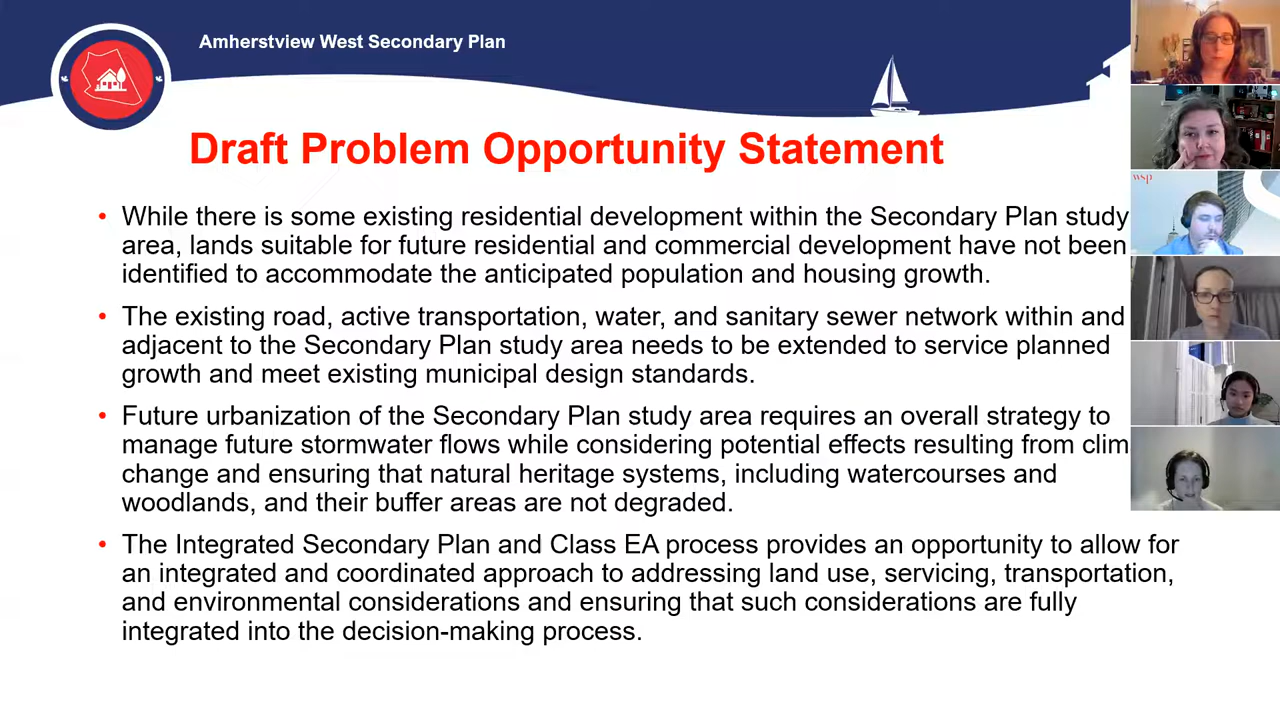 Amherstview West Secondary Plan
Draft Problem Opportunity Statement
• While there is some existing residential development within the Secondary Plan study
area, lands suitable for future residential and commercial development have not been
identified to accommodate the anticipated population and housing growth.
• The existing road, active transportation, water, and sanitary sewer network within and
adjacent to the Secondary Plan study area needs to be extended to service planned
growth and meet existing municipal design standards.
• Future urbanization of the Secondary Plan study area requires an overall strategy to
manage future stormwater flows while considering potential effects resulting from clim
change and ensuring that natural heritage systems, including watercourses and
woodlands, and their buffer areas are not degraded.
• The Integrated Secondary Plan and Class EA process provides an opportunity to allow for
an integrated and coordinated approach to addressing land use, servicing, transportation,
and environmental considerations and ensuring that such considerations are fully
integrated into the decision-making process.
wsp